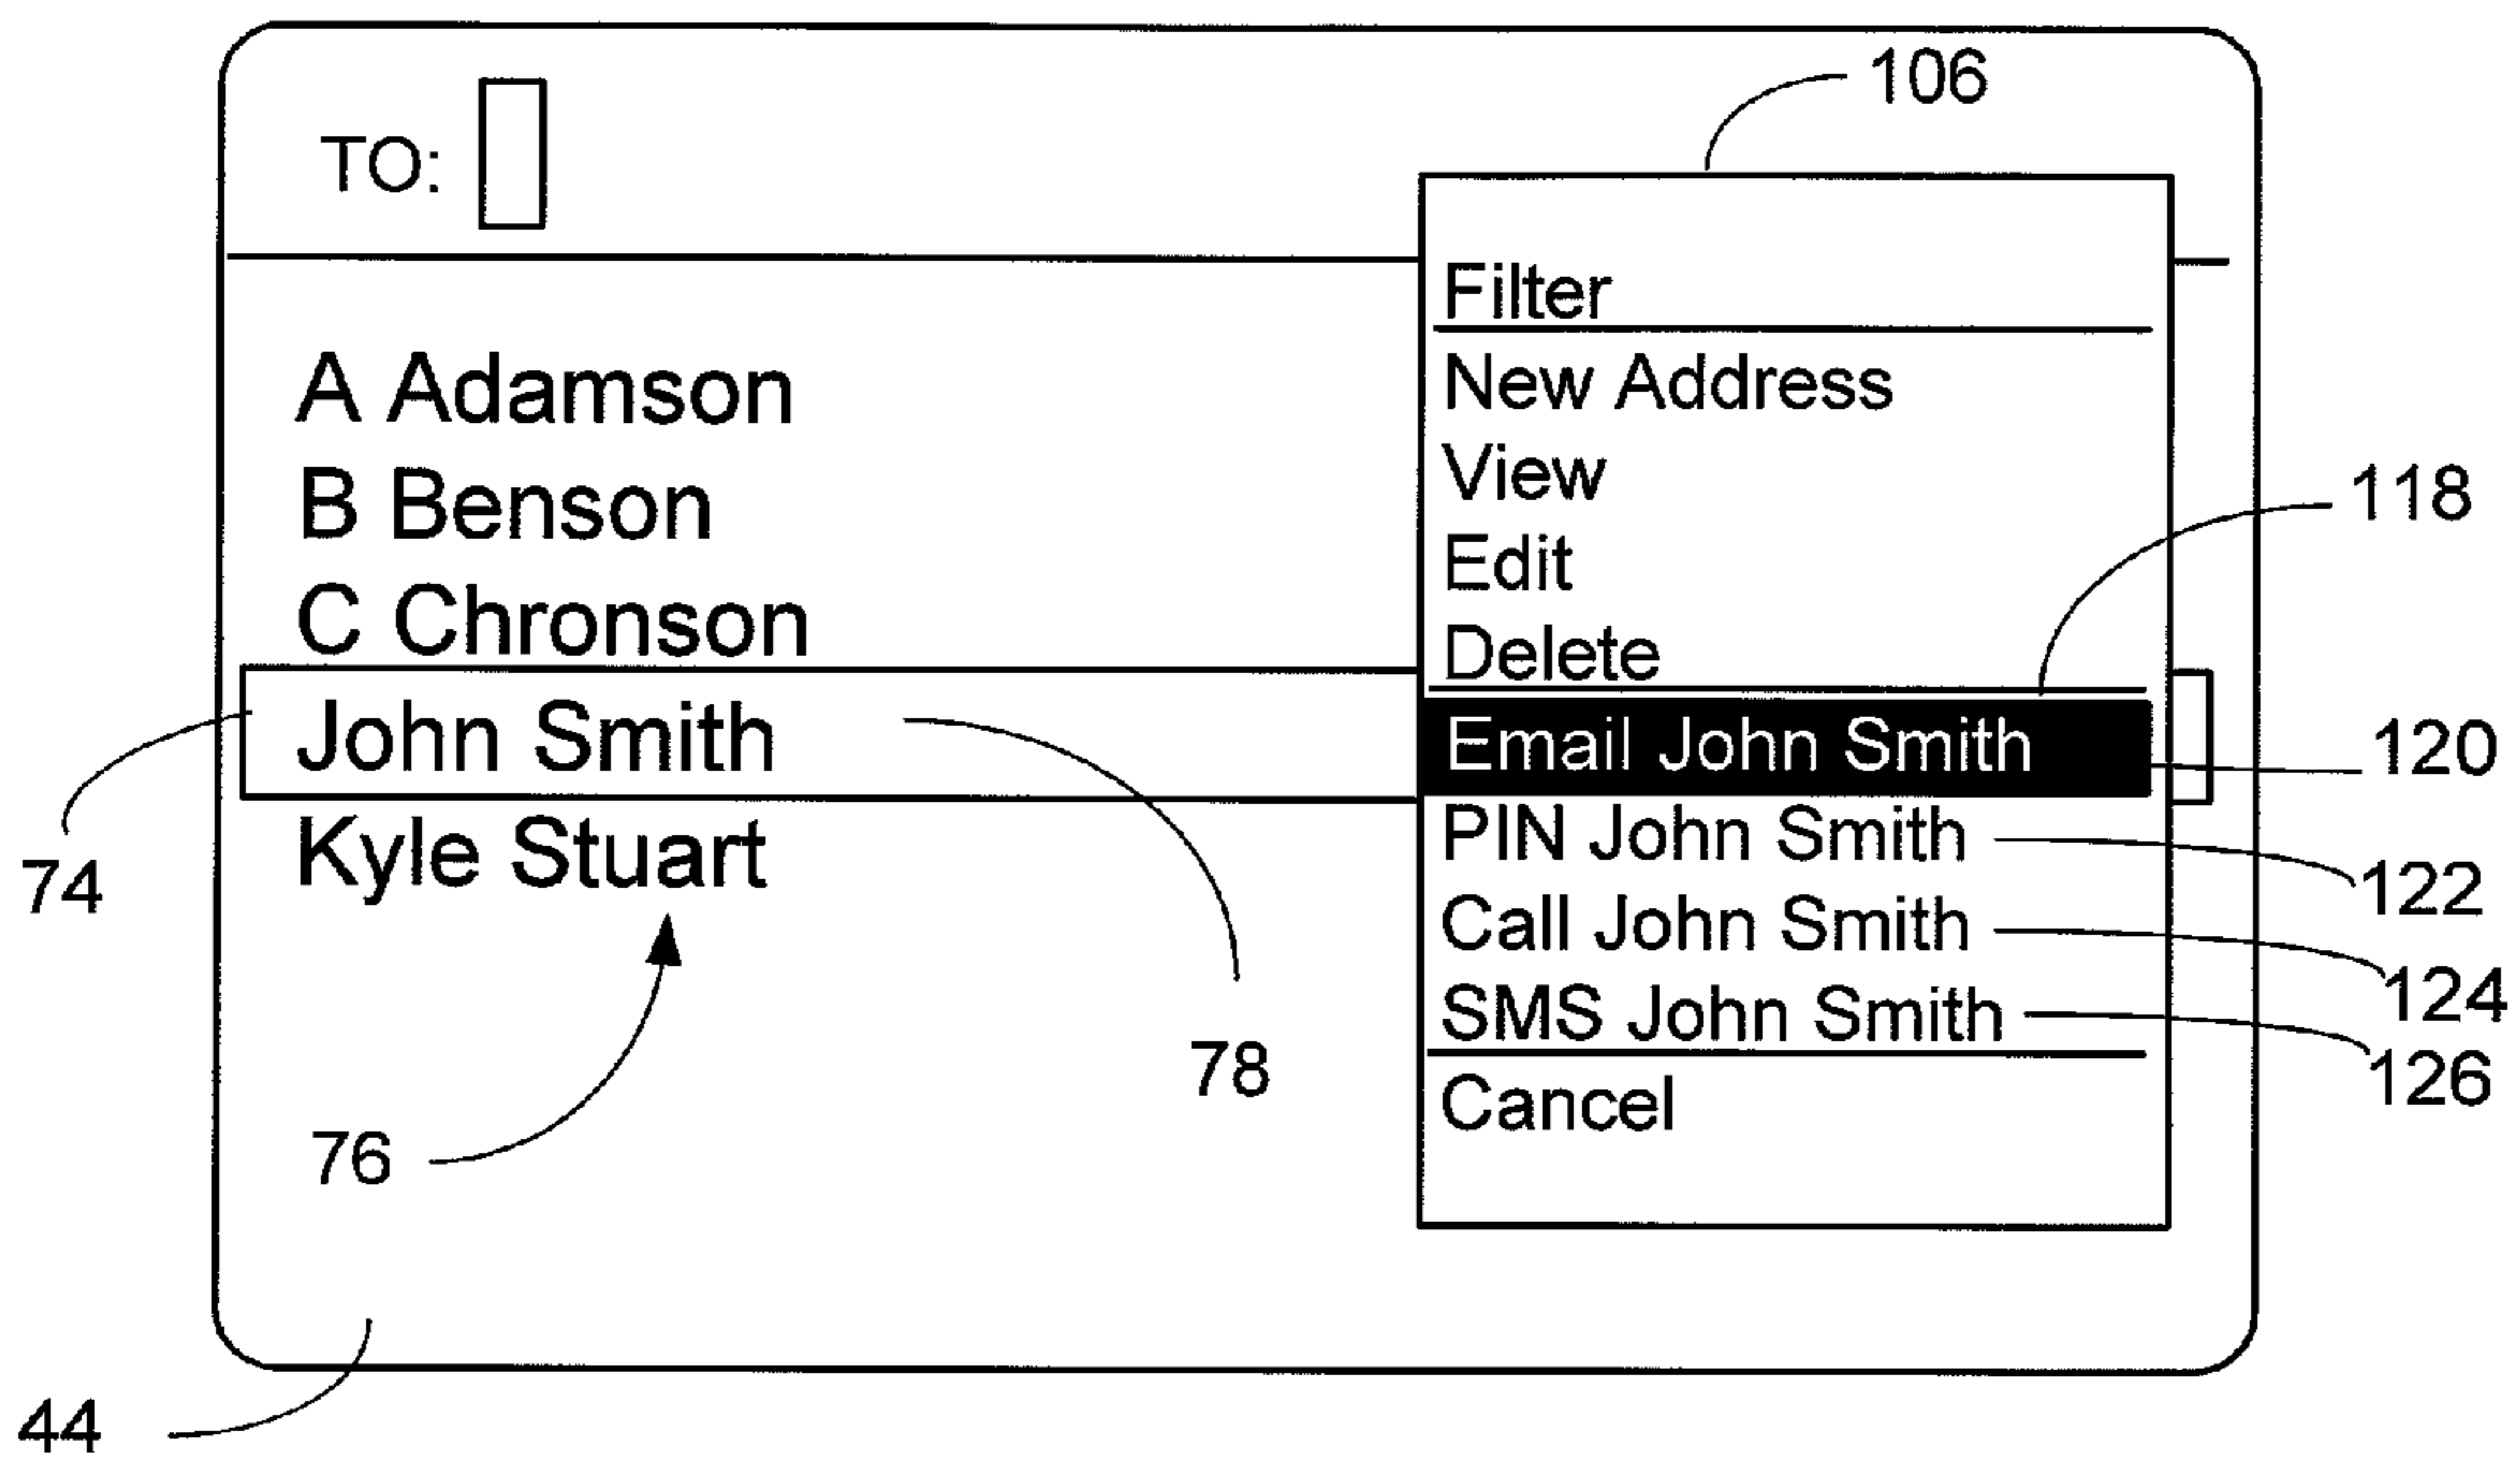 106
TO:
Filter
A Adamson
New Address
B Benson
View
118
Edit
C Chronson
Delete
John Smith
Email John Smith
120
74
Kyle Stuart
PIN John Smith
122
Call John Smith
124
SMS John Smith
126
78
76
Cancel
44